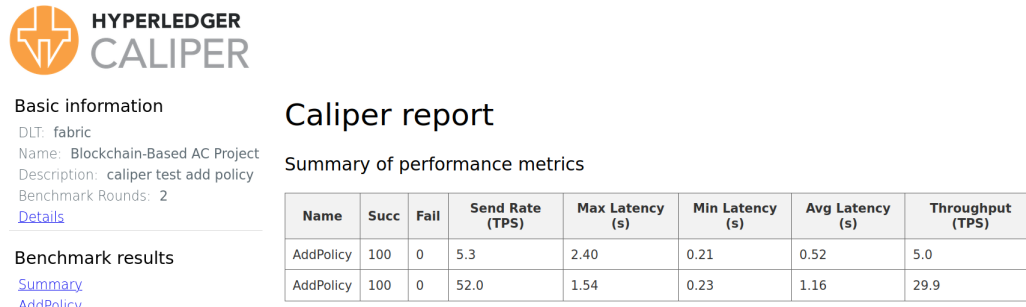 HYPERLEDGER
CALIPER
Basic information
DLT: fabric
Name: Blockchain-Based AC Project
Description: caliper test add policy
Benchmark Rounds: 2
Details
Benchmark results
Summary
AddPolicy
Caliper report
Summary of performance metrics
Name Succ Fail Send Rate (TPS) Max Latency (s) Min Latency (s) Avg Latency (s) Throughput (TPS)
AddPolicy 100 0 5.3 2.40 0.21 0.52 5.0
AddPolicy 100 0 52.0 1.54 0.23 1.16 29.9